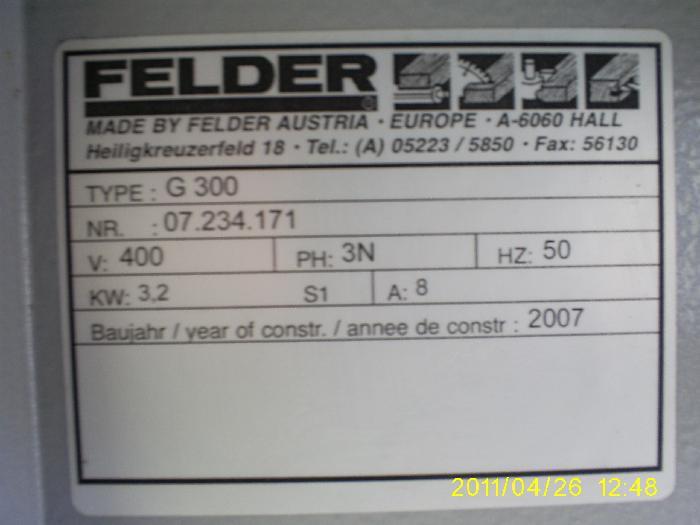 FELDER
®
MADE BY FELDER AUSTRIA · EUROPE · A-6060 HALL
Heiligkreuzerfeld 18 · Tel.: (A) 05223 / 5850 · Fax: 56130
TYPE : G 300
NR. : 07.234.171
V: 400 PH: 3N HZ: 50
KW: 3,2 S1 A: 8
Baujahr / year of constr. / annee de constr : 2007
2011/04/26 12:48